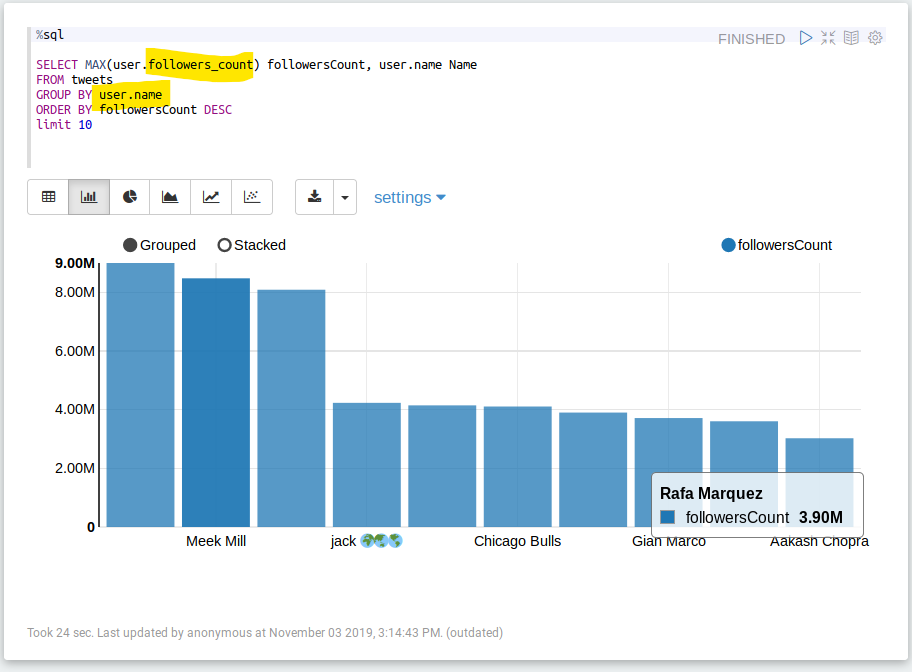 %sql
FINISHED
SELECT MAX(user.followers_count) followersCount, user.name Name
FROM tweets
GROUP BY user.name
ORDER BY followersCount DESC
limit 10
settings
Grouped Stacked followersCount
9.00M
8.00M
6.00M
4.00M
2.00M
0
Rafa Marquez
followersCount 3.90M
Meek Mill jack 🌍🌏🌎 Chicago Bulls Gian Marco Aakash Chopra
Took 24 sec. Last updated by anonymous at November 03 2019, 3:14:43 PM. (outdated)